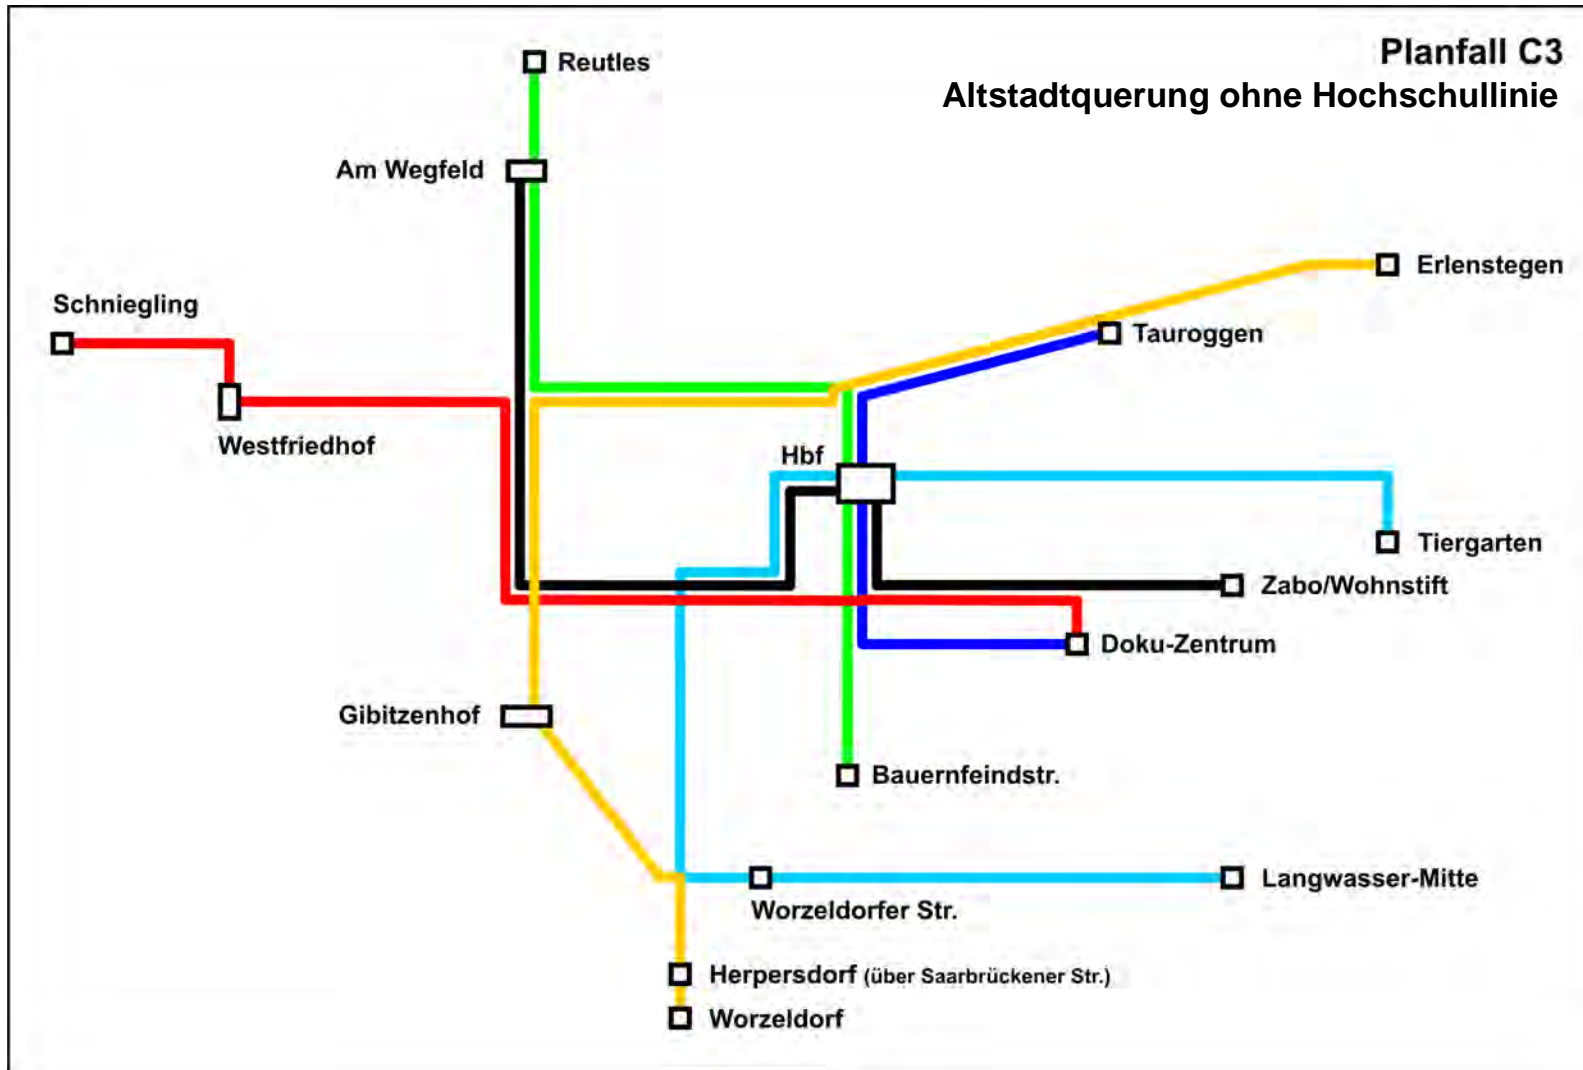 Planfall C3
Altstadtquerung ohne Hochschullinie
Reutles
Am Wegfeld
Erlenstegen
Schniegling
Tauroggen
Westfriedhof
Hbf
Tiergarten
Zabo/Wohnstift
Doku-Zentrum
Gibitzenhof
Bauernfeindstr.
Langwasser-Mitte
Worzeldorfer Str.
Herpersdorf (über Saarbrückener Str.)
Worzeldorf